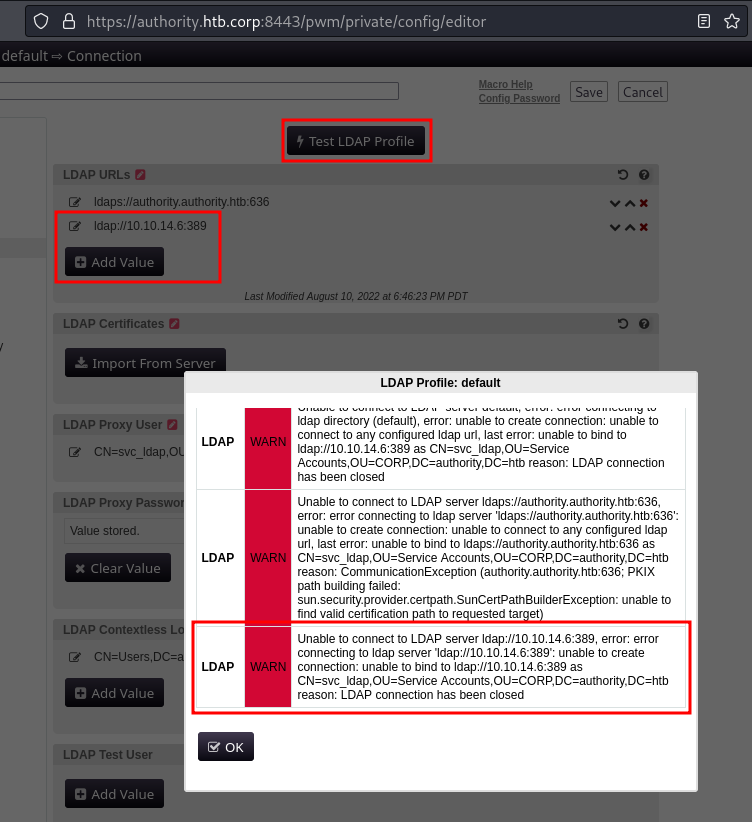 https://authority.htb.corp:8443/pwm/private/config/editor
default ⇨ Connection
Macro Help
Config Password
Save
Cancel
Test LDAP Profile
LDAP URLs
ldaps://authority.authority.htb:636
ldap://10.10.14.6:389
Add Value
Last Modified August 10, 2022 at 6:46:23 PM PDT
LDAP Certificates
Import From Server
LDAP Proxy User
CN=svc_ldap,OU
LDAP Proxy Passwor
Value stored.
Clear Value
LDAP Contextless Lo
CN=Users,DC=a
Add Value
LDAP Test User
Add Value
LDAP Profile: default
LDAP
WARN
Unable to connect to LDAP server default, error: error connecting to
ldap directory (default), error: unable to create connection: unable to
connect to any configured ldap url, last error: unable to bind to
ldap://10.10.14.6:389 as CN=svc_ldap,OU=Service
Accounts,OU=CORP,DC=authority,DC=htb reason: LDAP connection
has been closed
LDAP
WARN
Unable to connect to LDAP server ldaps://authority.authority.htb:636,
error: error connecting to ldap server 'ldaps://authority.authority.htb:636':
unable to create connection: unable to connect to any configured ldap
url, last error: unable to bind to ldaps://authority.authority.htb:636 as
CN=svc_ldap,OU=Service Accounts,OU=CORP,DC=authority,DC=htb
reason: CommunicationException (authority.authority.htb:636; PKIX
path building failed:
sun.security.provider.certpath.SunCertPathBuilderException: unable to
find valid certification path to requested target)
LDAP
WARN
Unable to connect to LDAP server ldap://10.10.14.6:389, error: error
connecting to ldap server 'ldap://10.10.14.6:389': unable to create
connection: unable to bind to ldap://10.10.14.6:389 as
CN=svc_ldap,OU=Service Accounts,OU=CORP,DC=authority,DC=htb
reason: LDAP connection has been closed
OK